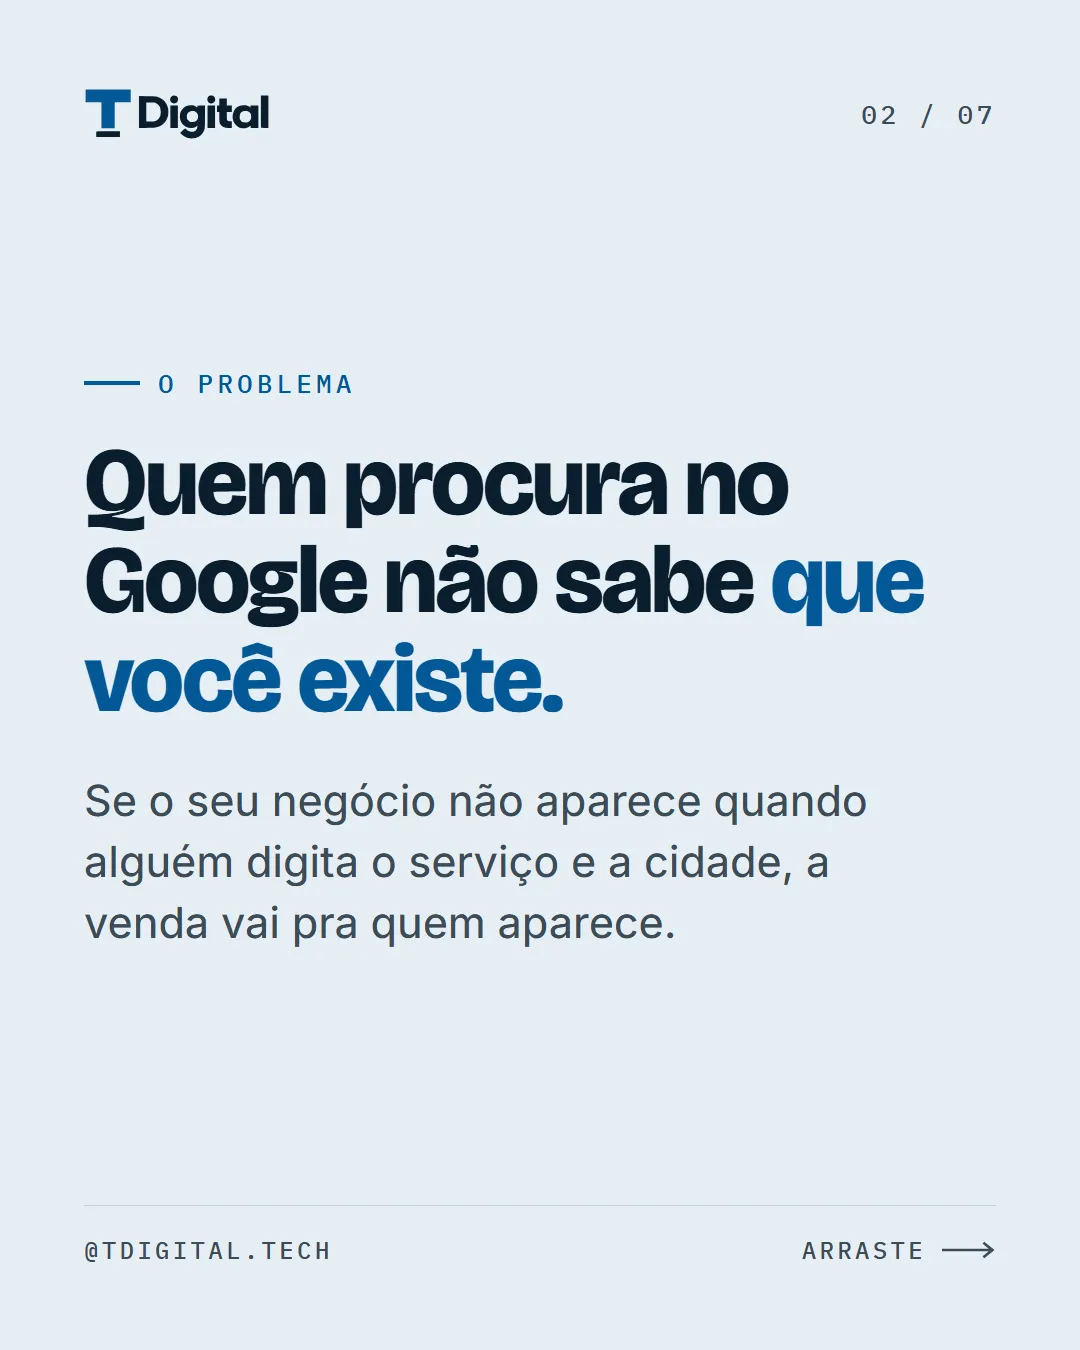 T Digital
02 / 07
O PROBLEMA
Quem procura no
Google não sabe que
você existe.
Se o seu negócio não aparece quando
alguém digita o serviço e a cidade, a
venda vai pra quem aparece.
@TDIGITAL.TECH
ARRASTE